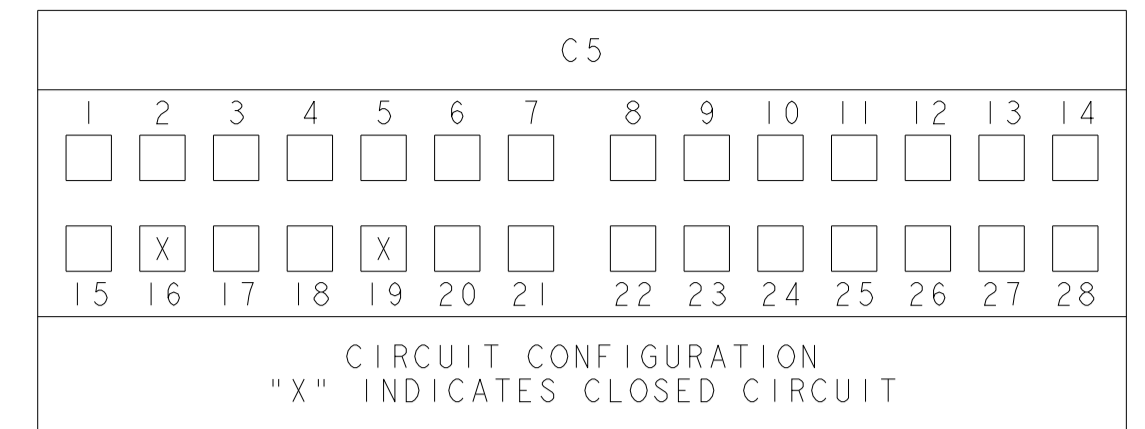 C5
1 2 3 4 5 6 7 8 9 10 11 12 13 14
X X
15 16 17 18 19 20 21 22 23 24 25 26 27 28
CIRCUIT CONFIGURATION
"X" INDICATES CLOSED CIRCUIT